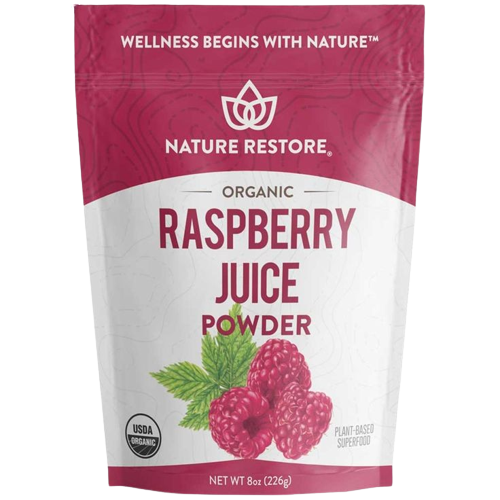 WELLNESS BEGINS WITH NATURE™
NATURE RESTORE®
ORGANIC
RASPBERRY
JUICE
POWDER
USDA
ORGANIC
PLANT-BASED
SUPERFOOD
NET WT 8oz (226g)